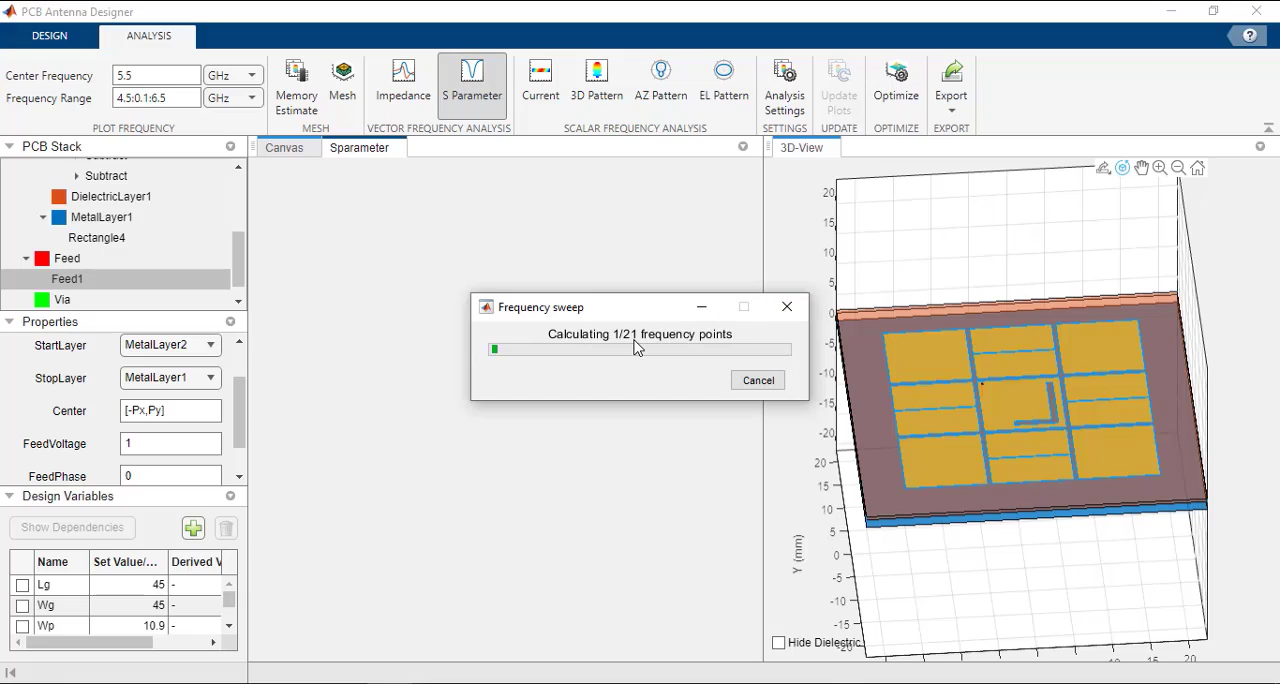 PCB Antenna Designer
DESIGN
ANALYSIS
Center Frequency 5.3 GHz
Frequency Range 4.5:0.1:6.5 GHz
PLOT FREQUENCY
Memory Estimate
Mesh
MESH
Impedance
S Parameter
VECTOR FREQUENCY ANALYSIS
Current
3D Pattern
AZ Pattern
EL Pattern
SCALAR FREQUENCY ANALYSIS
Analysis Settings
SETTINGS
Update Plots
UPDATE
Optimize
OPTIMIZE
Export
EXPORT
PCB Stack
Subtract
Subtract
DielectricLayer1
MetalLayer1
Rectangle4
Feed
Feed1
Via
Properties
StartLayer MetalLayer2
StopLayer MetalLayer1
Center [-Px,Py]
FeedVoltage 1
FeedPhase 0
Design Variables
Show Dependencies
Name Set Value/... Derived V
Lg 45 -
Wg 45 -
Wp 10.9 -
Canvas
Sparameter
Frequency sweep
Calculating 1/21 frequency points
Cancel
3D-View
20
15
10
5
0
-5
-10
-15
-20
20
15
10
5
0
-5
-10
-15
-20
Y (mm)
10
15
20
Hide Dielectric